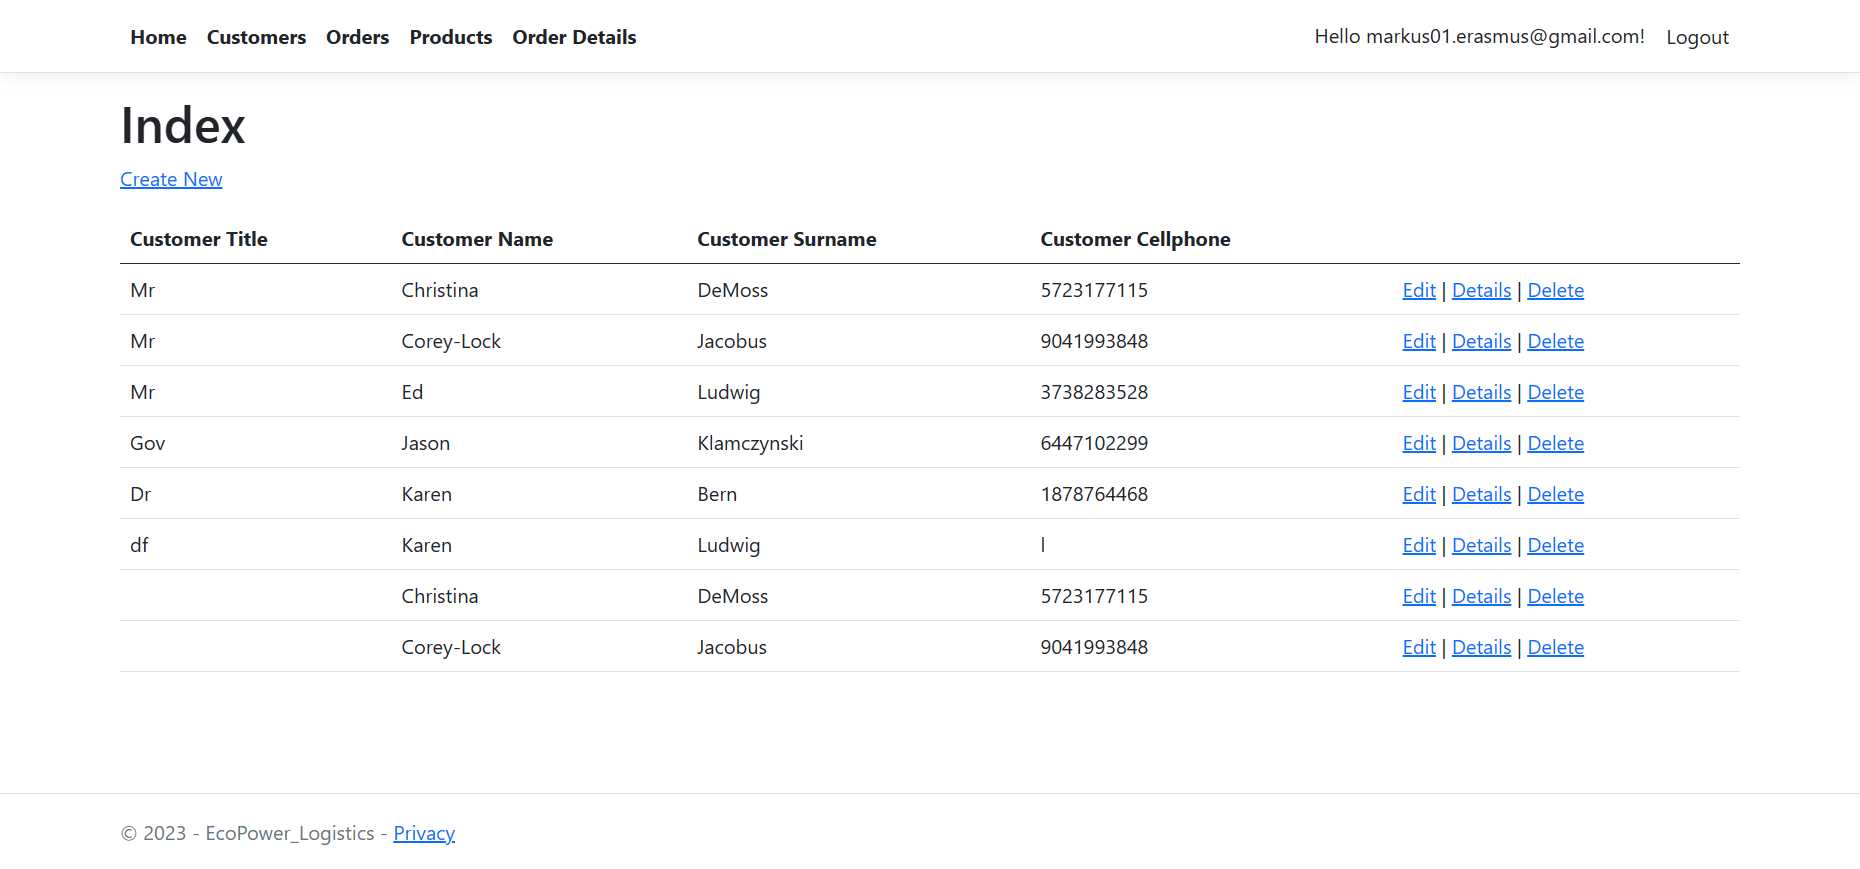 Home Customers Orders Products Order Details Hello markus01.erasmus@gmail.com! Logout
Index
Create New
Customer Title Customer Name Customer Surname Customer Cellphone
Mr Christina DeMoss 5723177115 Edit | Details | Delete
Mr Corey-Lock Jacobus 9041993848 Edit | Details | Delete
Mr Ed Ludwig 3738283528 Edit | Details | Delete
Gov Jason Klamczynski 6447102299 Edit | Details | Delete
Dr Karen Bern 1878764468 Edit | Details | Delete
df Karen Ludwig l Edit | Details | Delete
Christina DeMoss 5723177115 Edit | Details | Delete
Corey-Lock Jacobus 9041993848 Edit | Details | Delete
© 2023 - EcoPower_Logistics - Privacy